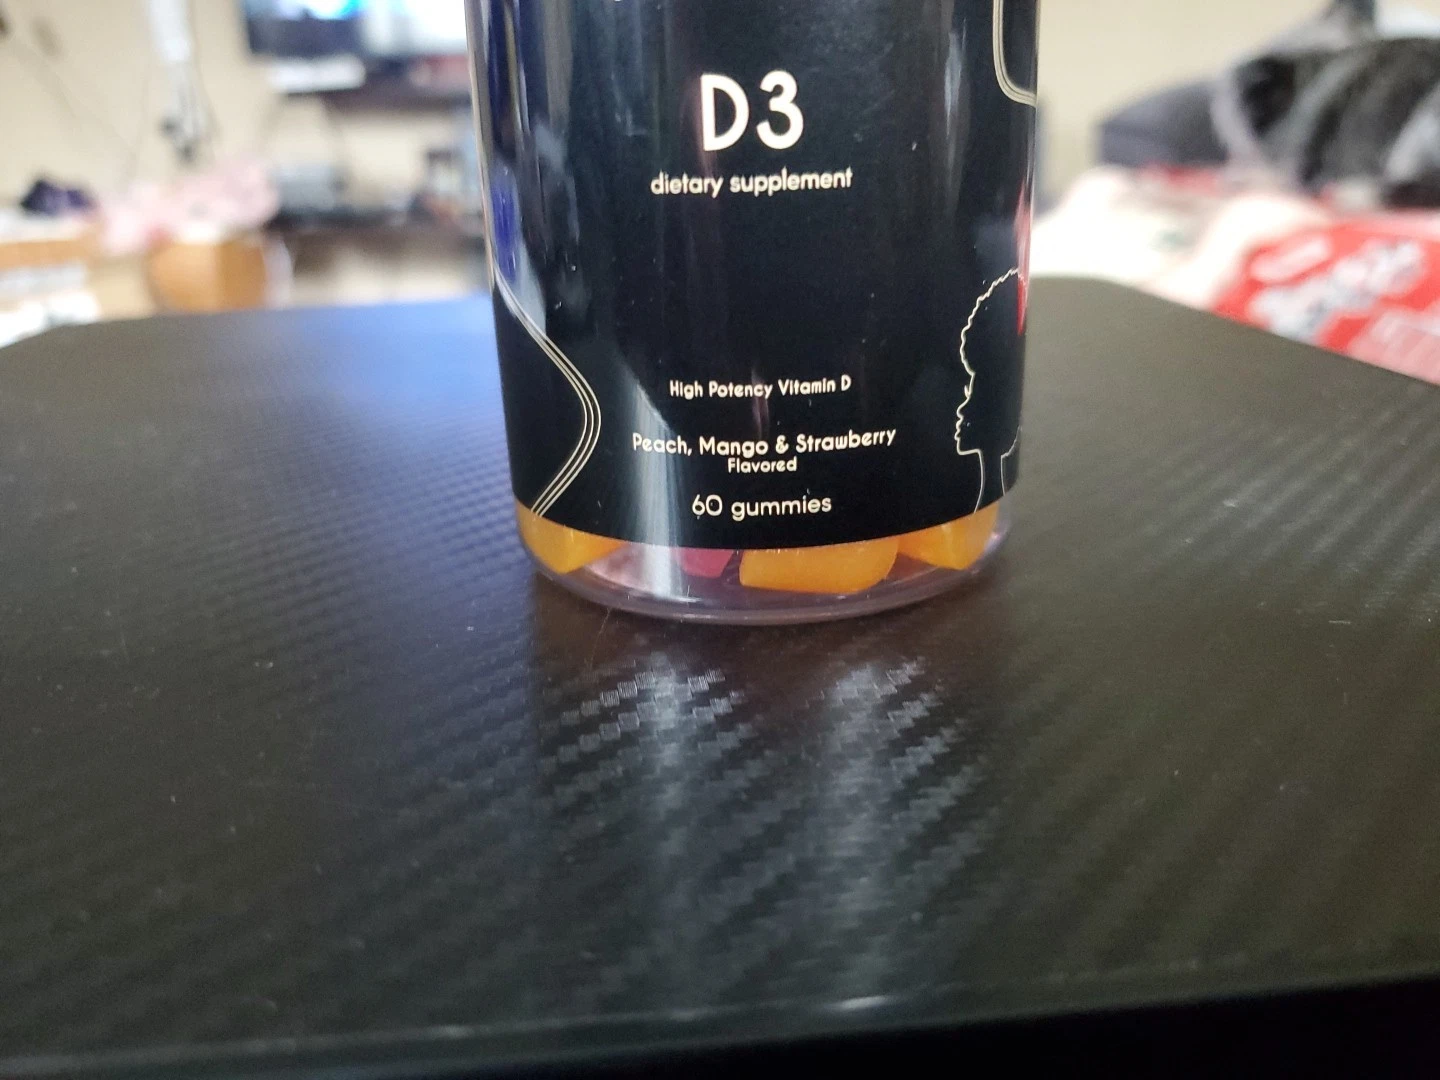 D3
dietary supplement
High Potency Vitamin D
Peach, Mango & Strawberry
Flavored
60 gummies